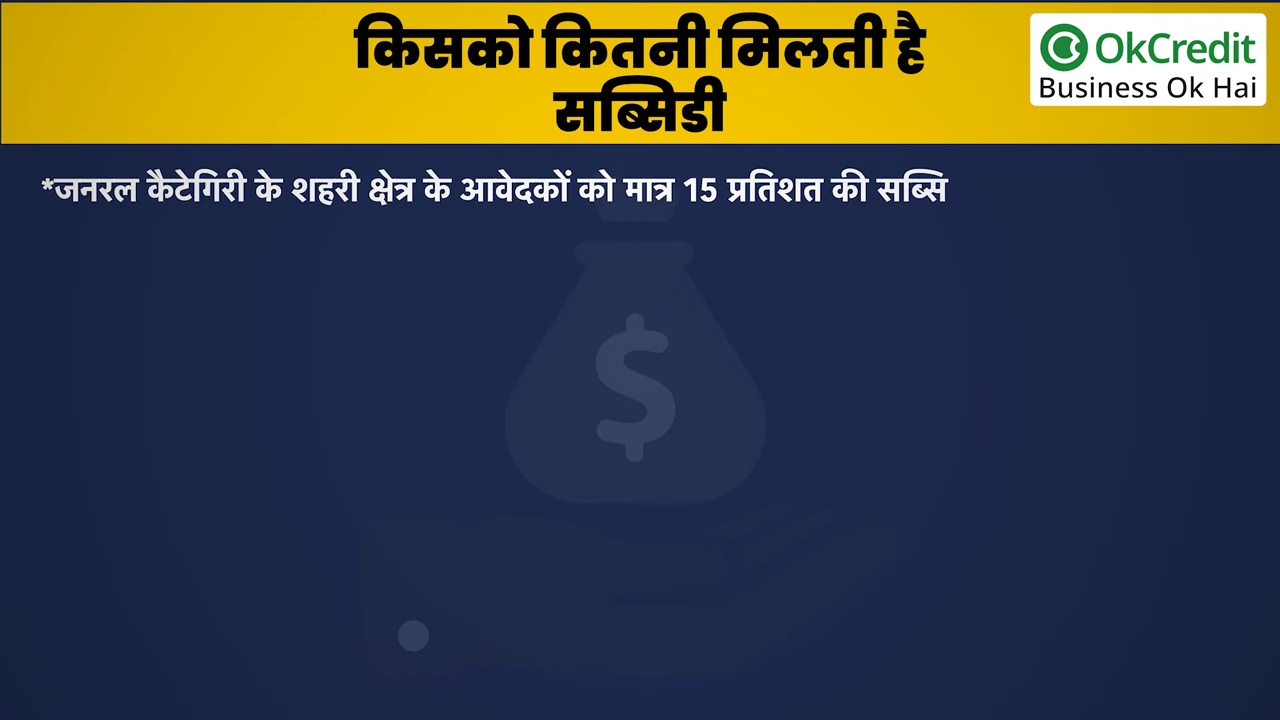 किसको कितनी मिलती है
सब्सिडी
OkCredit
Business Ok Hai
*जनरल कैटेगिरी के शहरी क्षेत्र के आवेदकों को मात्र 15 प्रतिशत की सब्सि
$